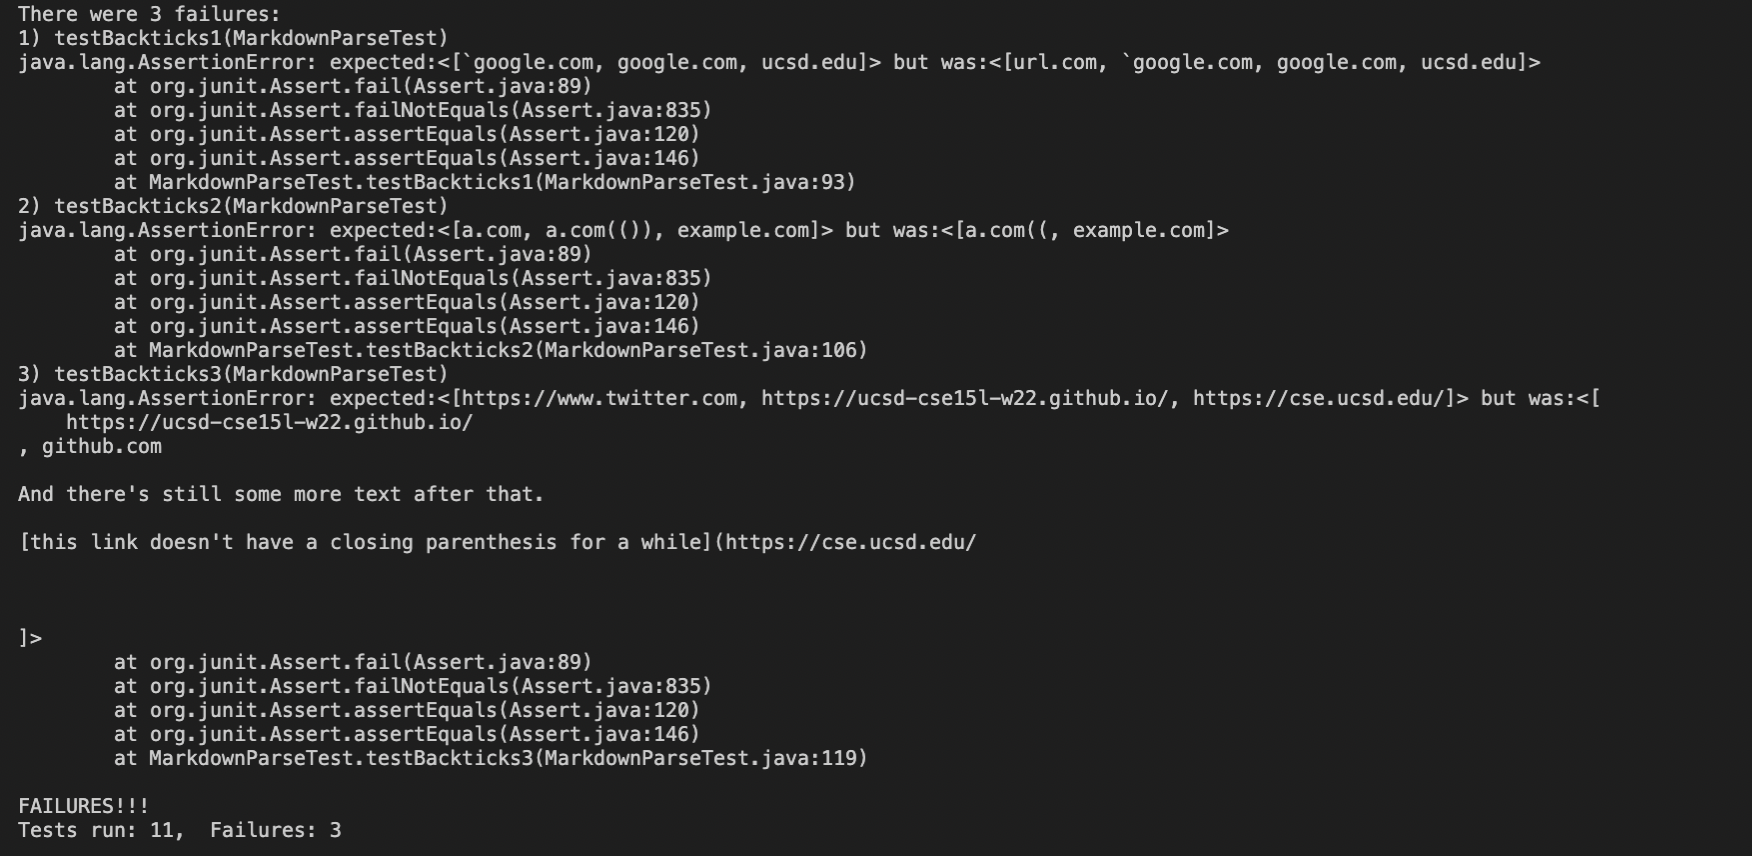 There were 3 failures:
1) testBackticks1(MarkdownParseTest)
java.lang.AssertionError: expected:<[`google.com, google.com, ucsd.edu]> but was:<[url.com, `google.com, google.com, ucsd.edu]>
        at org.junit.Assert.fail(Assert.java:89)
        at org.junit.Assert.failNotEquals(Assert.java:835)
        at org.junit.Assert.assertEquals(Assert.java:120)
        at org.junit.Assert.assertEquals(Assert.java:146)
        at MarkdownParseTest.testBackticks1(MarkdownParseTest.java:93)
2) testBackticks2(MarkdownParseTest)
java.lang.AssertionError: expected:<[a.com, a.com(()), example.com]> but was:<[a.com((, example.com]>
        at org.junit.Assert.fail(Assert.java:89)
        at org.junit.Assert.failNotEquals(Assert.java:835)
        at org.junit.Assert.assertEquals(Assert.java:120)
        at org.junit.Assert.assertEquals(Assert.java:146)
        at MarkdownParseTest.testBackticks2(MarkdownParseTest.java:106)
3) testBackticks3(MarkdownParseTest)
java.lang.AssertionError: expected:<[https://www.twitter.com, https://ucsd-cse15l-w22.github.io/, https://cse.ucsd.edu/]> but was:<[
    https://ucsd-cse15l-w22.github.io/
, github.com

And there's still some more text after that.

[this link doesn't have a closing parenthesis for a while](https://cse.ucsd.edu/



]>
        at org.junit.Assert.fail(Assert.java:89)
        at org.junit.Assert.failNotEquals(Assert.java:835)
        at org.junit.Assert.assertEquals(Assert.java:120)
        at org.junit.Assert.assertEquals(Assert.java:146)
        at MarkdownParseTest.testBackticks3(MarkdownParseTest.java:119)

FAILURES!!!
Tests run: 11,  Failures: 3